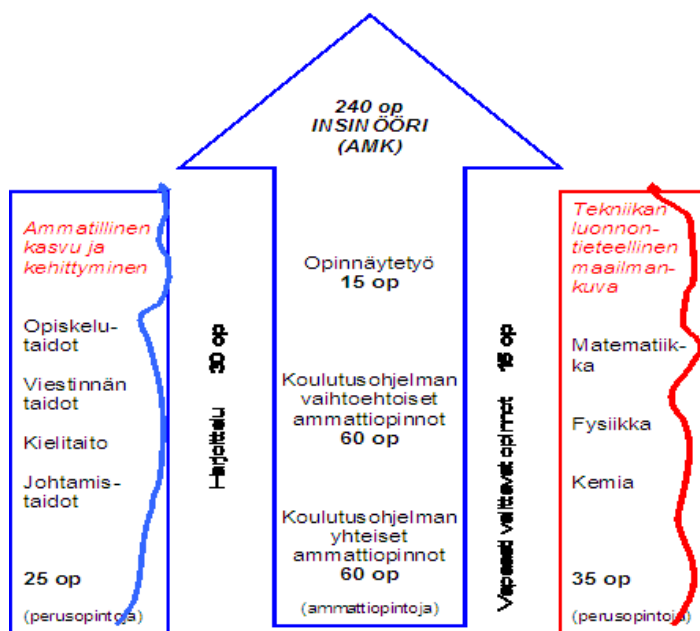 240 op
INSINÖÖRI
(AMK)
Ammatillinen
kasvu ja
kehittyminen
Opiskelu-
taidot
Viestinnän
taidot
Kielitaito
Johtamis-
taidot
25 op
(perusopintoja)
Harjoittelu 30 op
Opinnäytetyö
15 op
Koulutusohjelman
vaihtoehtoiset
ammattiopinnot
60 op
Koulutusohjelman
yhteiset
ammattiopinnot
60 op
(ammattiopintoja)
Vapaasti valittavat opinnot 15 op
Tekniikan
luonnon-
tieteellinen
maailman-
kuva
Matematiik-
ka
Fysiikka
Kemia
35 op
(perusopintoja)